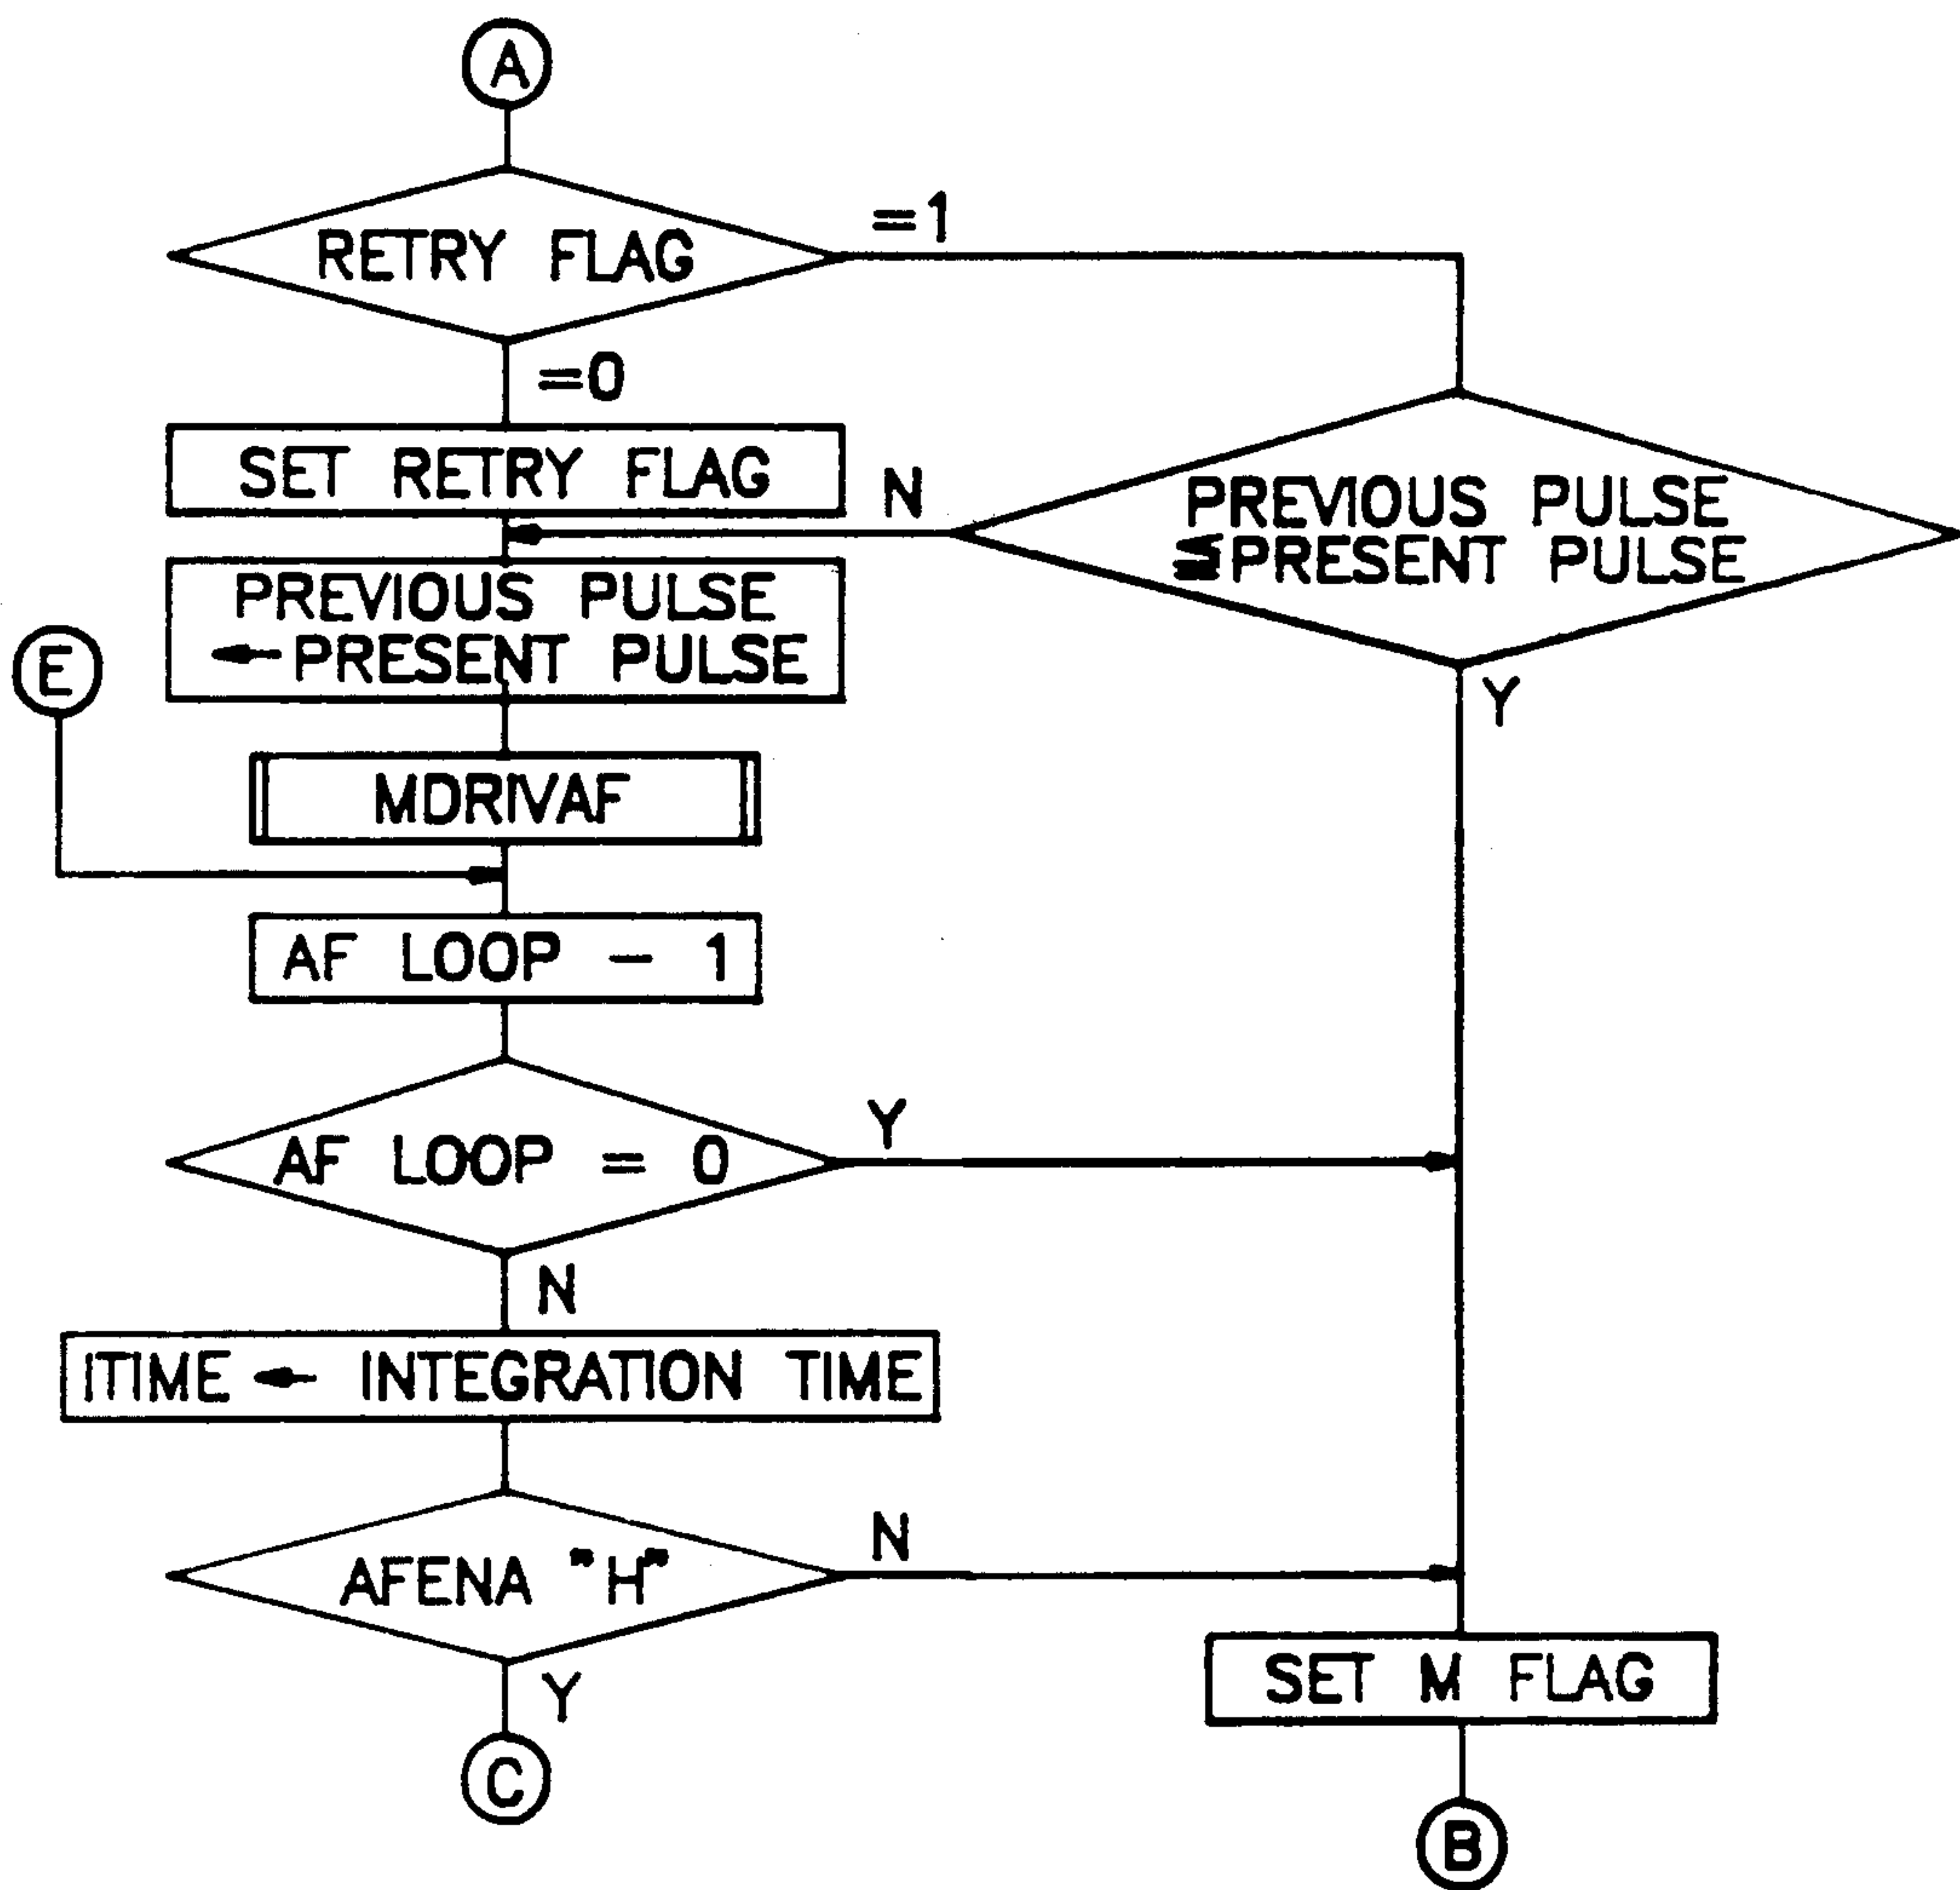 A
RETRY FLAG
=1
=0
SET RETRY FLAG
N
PREVIOUS PULSE
≦PRESENT PULSE
PREVIOUS PULSE
←PRESENT PULSE
E
Y
MDRIVAF
AF LOOP - 1
AF LOOP = 0
Y
N
ITIME ← INTEGRATION TIME
AFENA "H"
N
Y
SET M FLAG
C
B